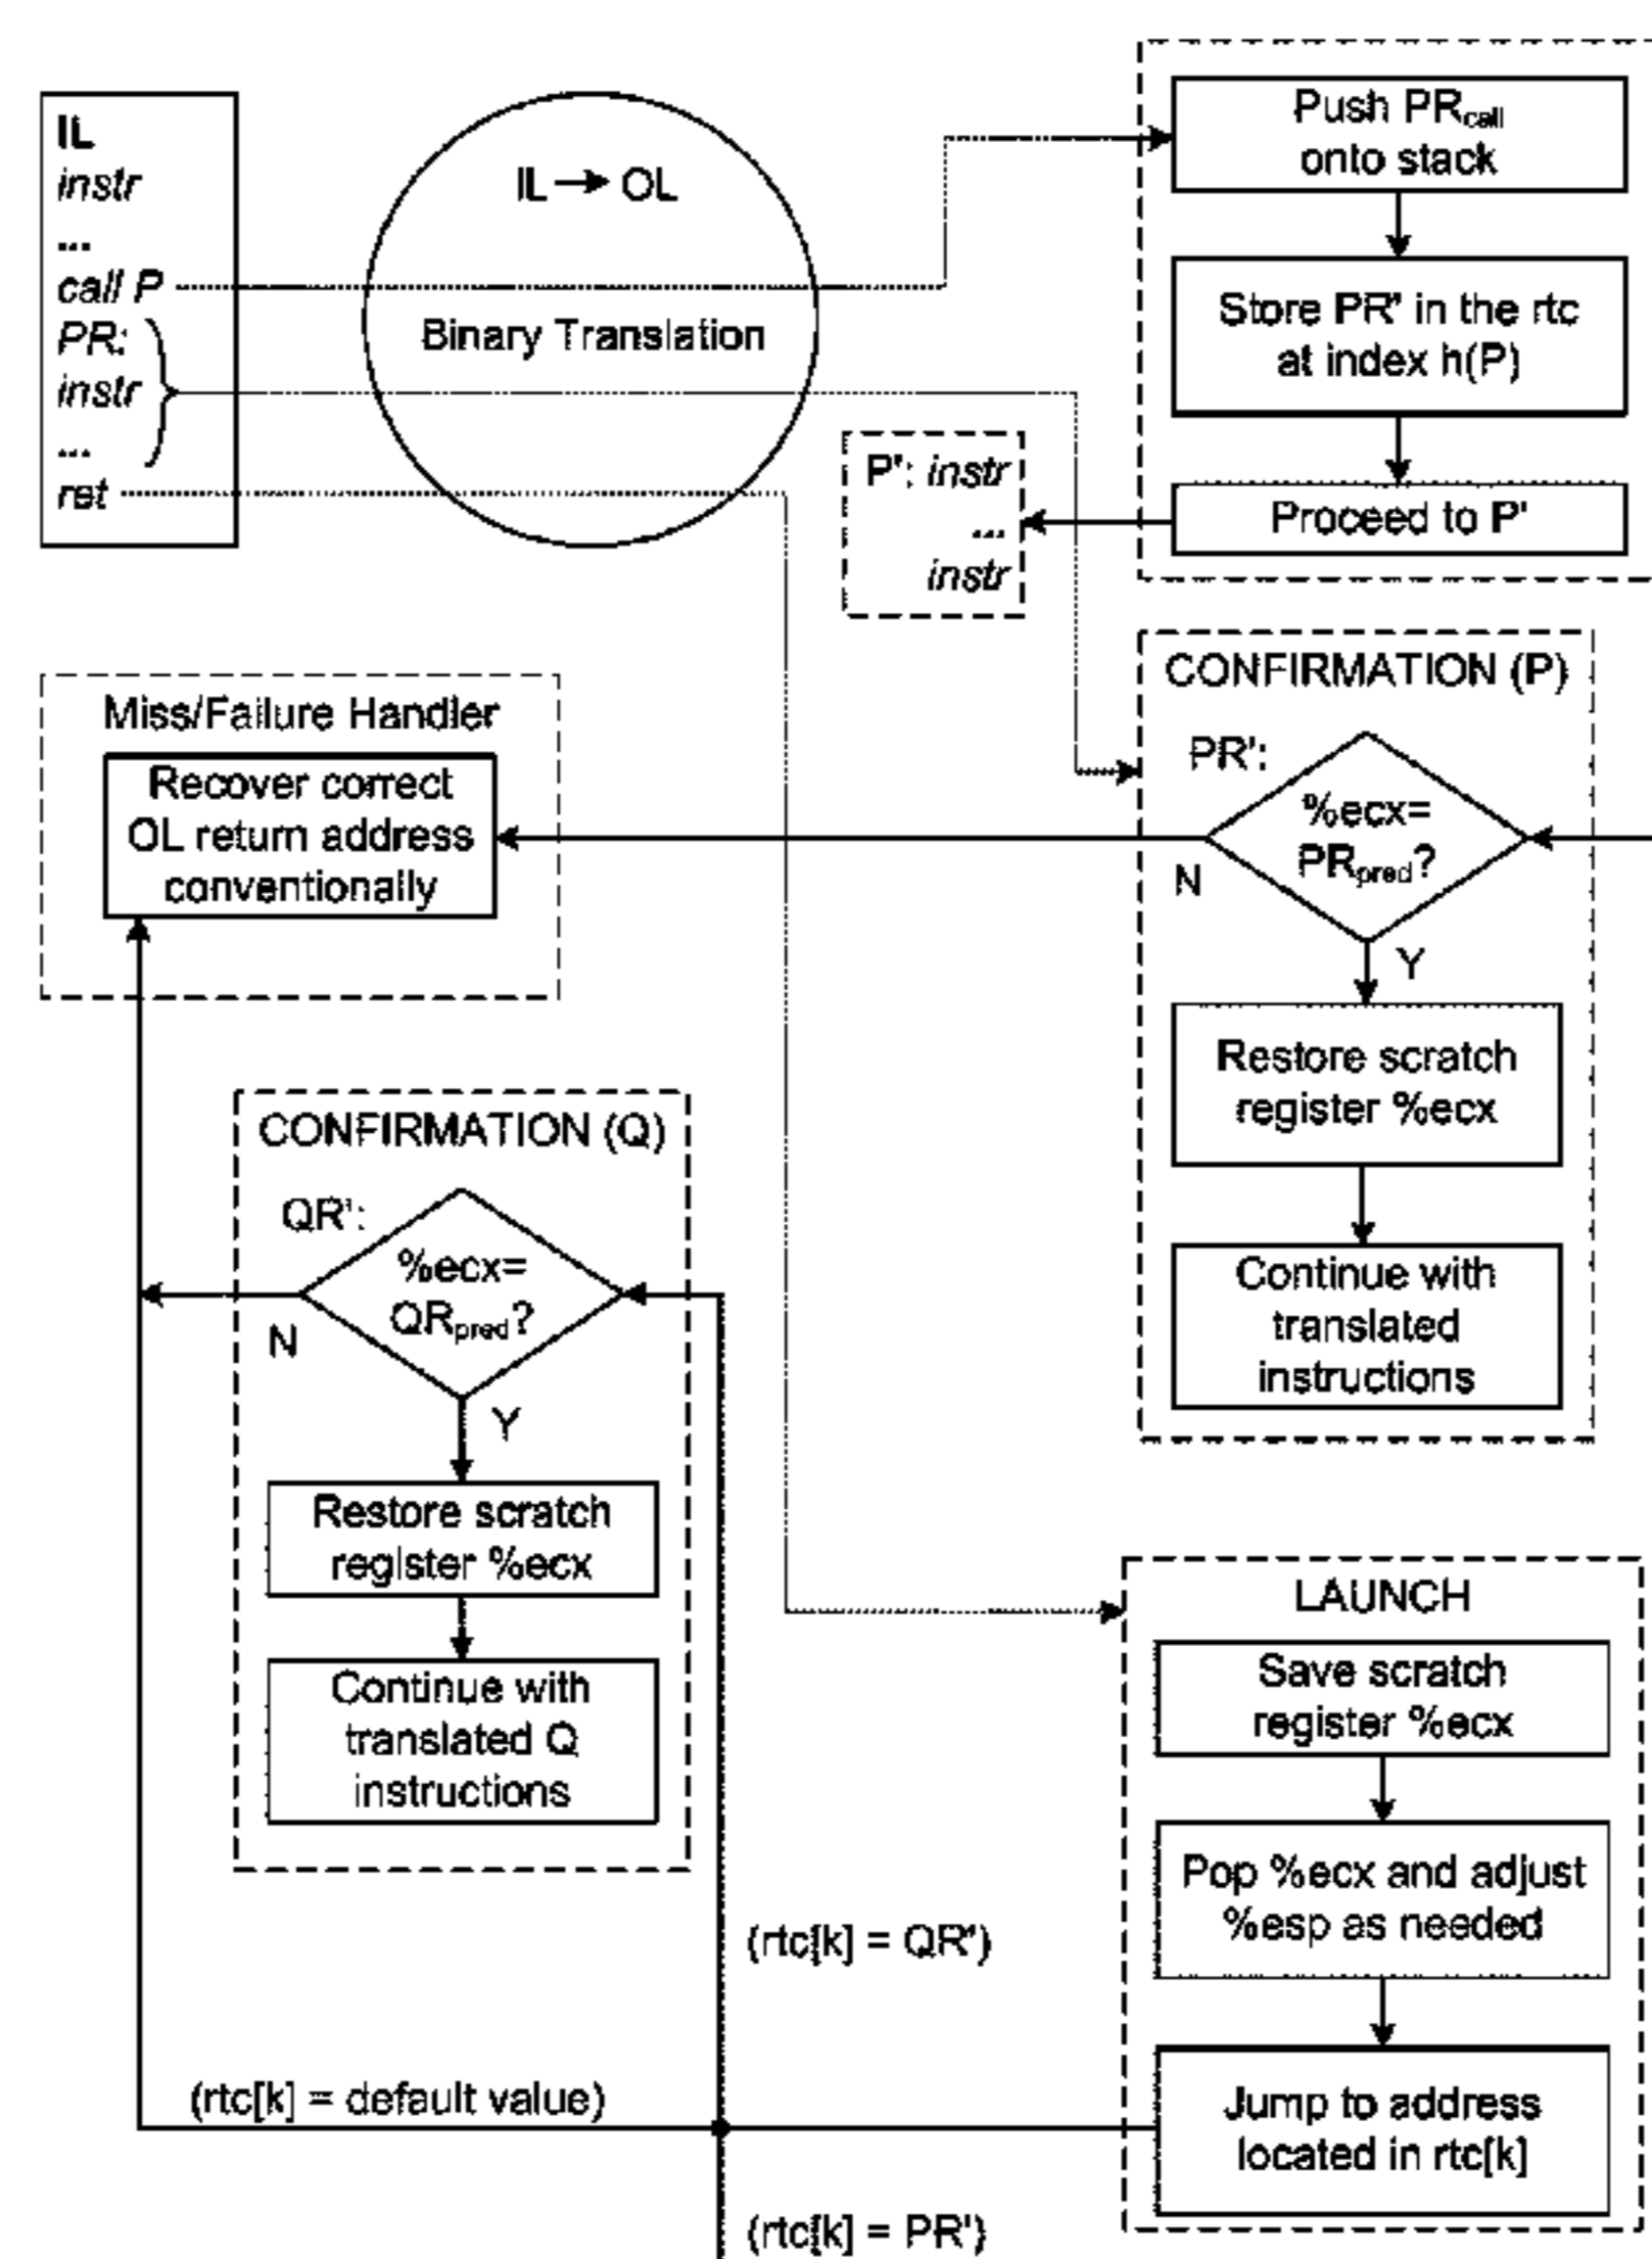 IL
instr
...
call P
PR:
instr
...
ret
IL → OL
Binary Translation
Push PRcall
onto stack
Store PR' in the rtc
at index h(P)
Proceed to P'
P': instr
...
instr
Miss/Failure Handler
Recover correct
OL return address
conventionally
CONFIRMATION (P)
PR':
%ecx=
PRpred?
N
Y
Restore scratch
register %ecx
Continue with
translated
instructions
CONFIRMATION (Q)
QR':
%ecx=
QRpred?
N
Y
Restore scratch
register %ecx
Continue with
translated Q
instructions
LAUNCH
Save scratch
register %ecx
Pop %ecx and adjust
%esp as needed
Jump to address
located in rtc[k]
(rtc[k] = QR')
(rtc[k] = default value)
(rtc[k] = PR')